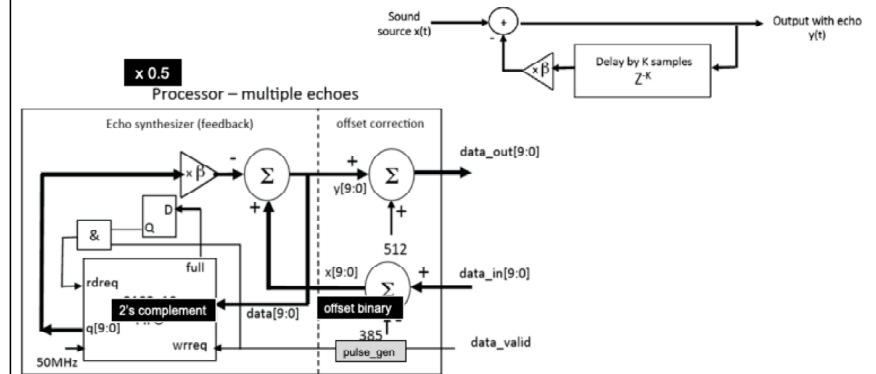 Sound
source x(t)
+
-
Output with echo
y(t)
Delay by K samples
Z-K
× β
x 0.5
Processor – multiple echoes
Echo synthesizer (feedback)
offset correction
× β
-
Σ
+
+
y[9:0]
Σ
+
data_out[9:0]
512
D
Q
&
full
rdreq
x[9:0]
Σ
+
data_in[9:0]
2's complement
data[9:0]
offset binary
-
q[9:0]
385
wrreq
pulse_gen
data_valid
50MHz